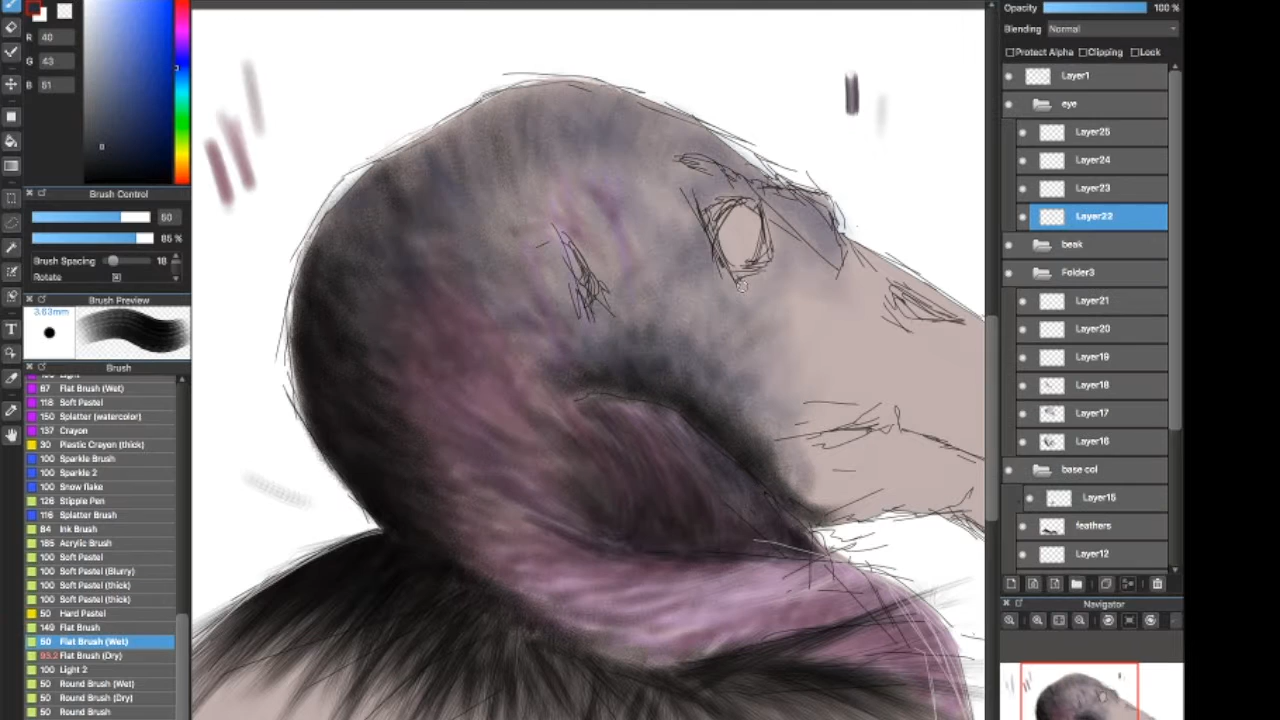 R 40
G 43
B 51
Brush Control
50
85 %
Brush Spacing 18
Rotate
Brush Preview
3.63mm
Brush
67 Flat Brush (Wet)
118 Soft Pastel
150 Splatter (watercolor)
137 Crayon
30 Plastic Crayon (thick)
100 Sparkle Brush
100 Sparkle 2
100 Snow flake
126 Stipple Pen
116 Splatter Brush
84 Ink Brush
185 Acrylic Brush
100 Soft Pastel
100 Soft Pastel (Blurry)
100 Soft Pastel (thick)
100 Soft Pastel (thick)
50 Hard Pastel
149 Flat Brush
50 Flat Brush (Wet)
93.2 Flat Brush (Dry)
100 Light 2
50 Round Brush (Wet)
50 Round Brush (Dry)
50 Round Brush
Opacity 100 %
Blending Normal
Protect Alpha Clipping Lock
Layer1
eye
Layer25
Layer24
Layer23
Layer22
beak
Folder3
Layer21
Layer20
Layer19
Layer18
Layer17
Layer16
base col
Layer15
feathers
Layer12
Navigator